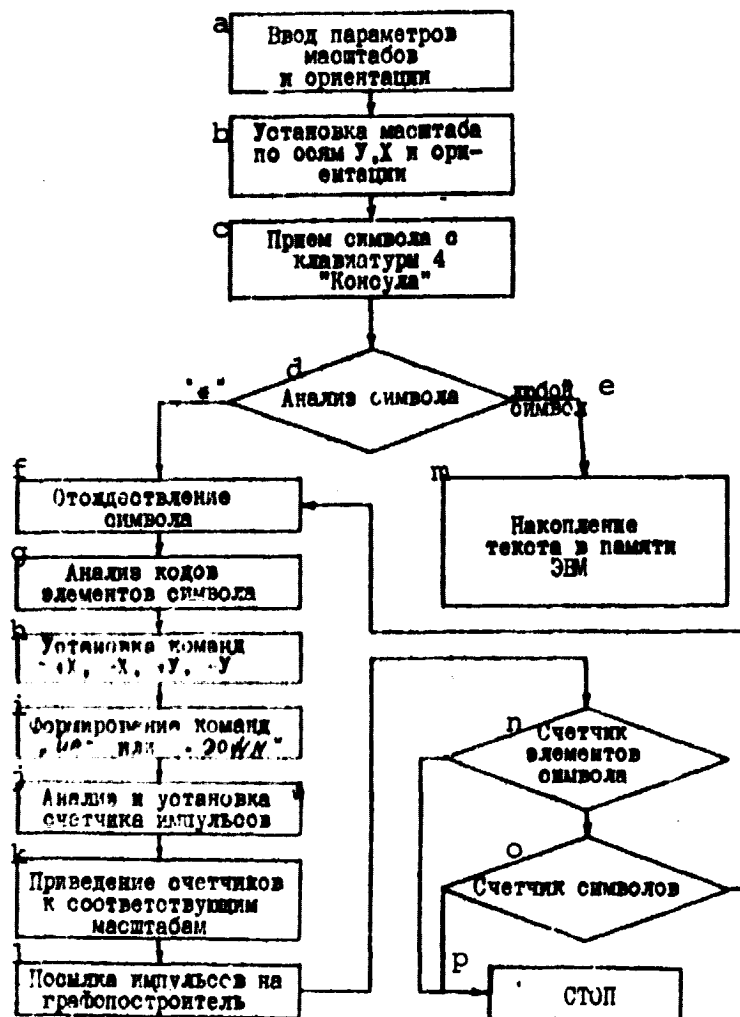 a
Ввод параметров
масштабов
и ориентации
b
Установка масштаба
по осям У,Х и ори-
ентации
c
Прием символа с
клавиатуры 4
"Консула"
d
Анализ символа
любой
символ
e
f
Отождествление
символа
m
Накопление
текста в памяти
ЭВМ
g
Анализ кодов
элементов символа
h
Установка команд
+Х, -Х, +У, -У
i
Формирование команд
или
n
Счетчик
элементов
символа
j
Анализ и установка
счетчика импульсов
o
Счетчик символов
k
Приведение счетчиков
к соответствующим
масштабам
l
Посылка импульсов на
графопостроитель
p
СТОП